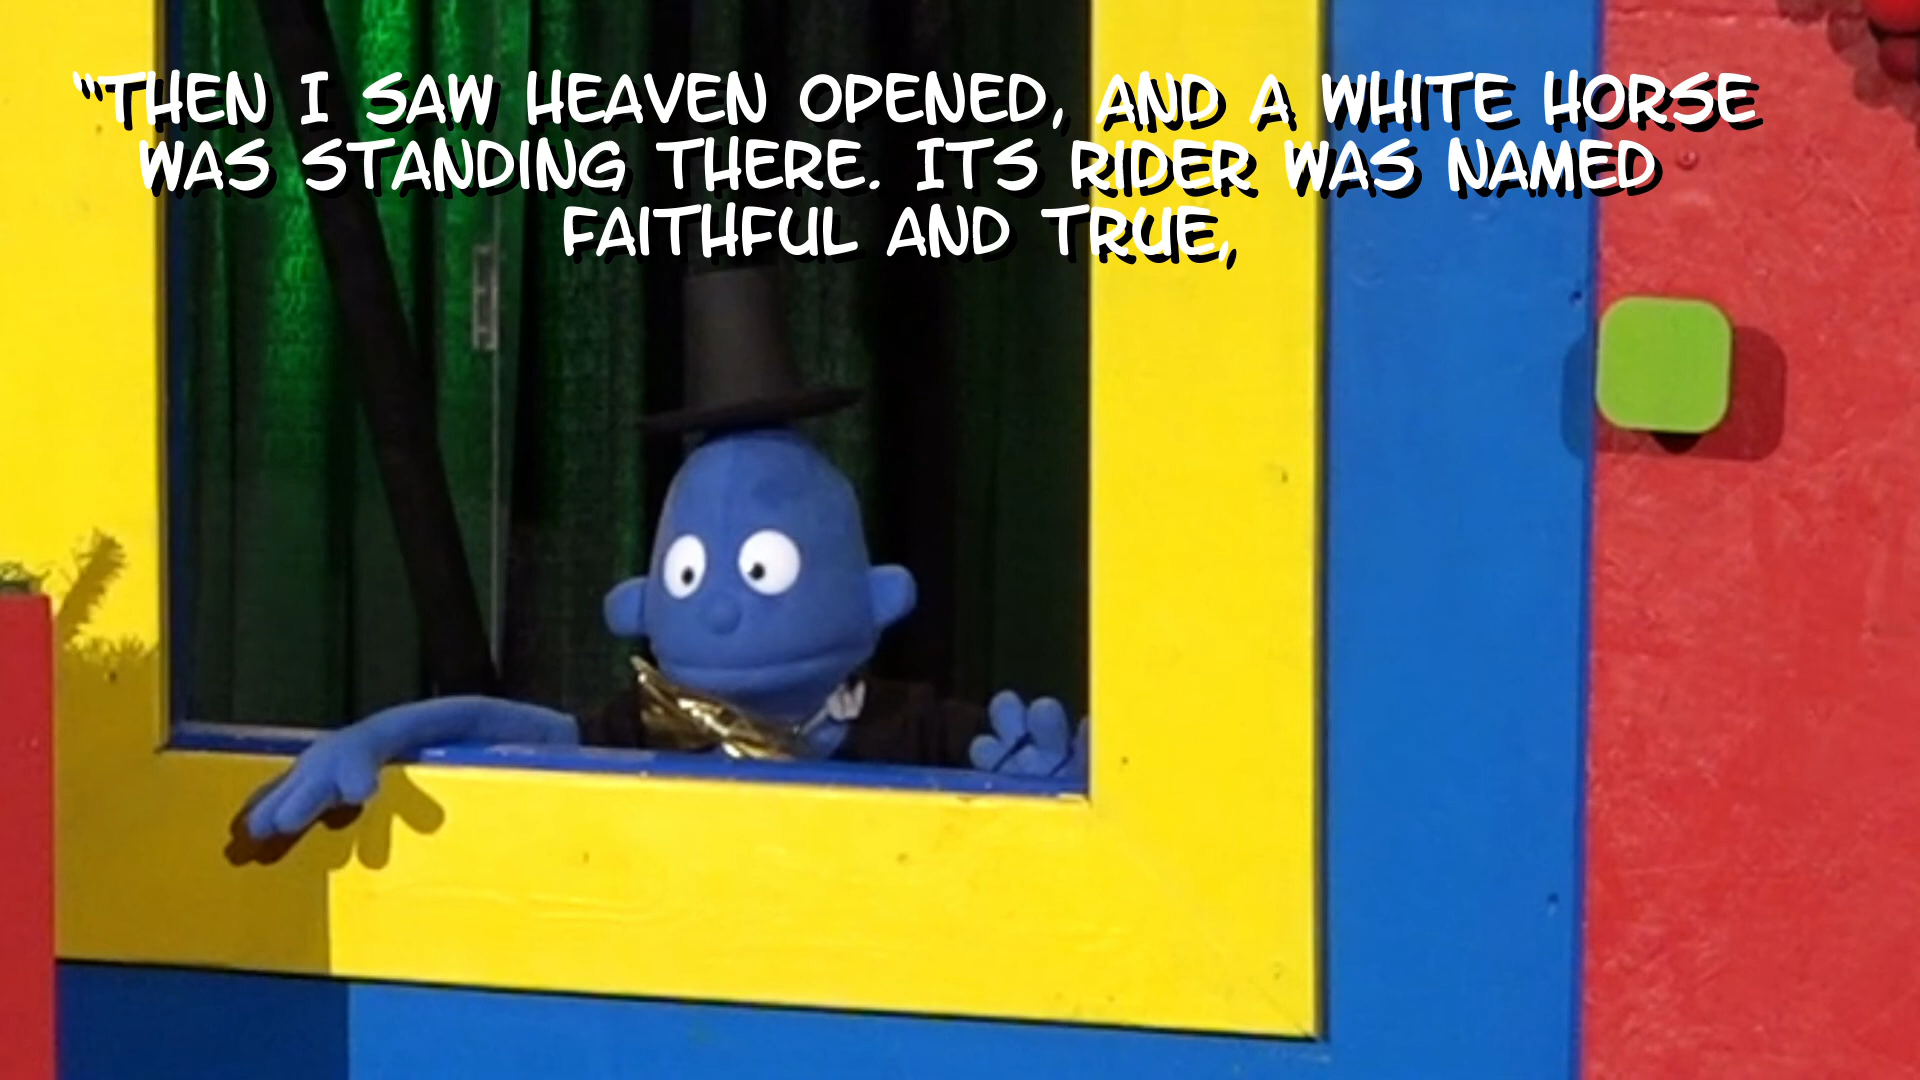 “THEN I SAW HEAVEN OPENED, AND A WHITE HORSE
WAS STANDING THERE. ITS RIDER WAS NAMED
FAITHFUL AND TRUE,